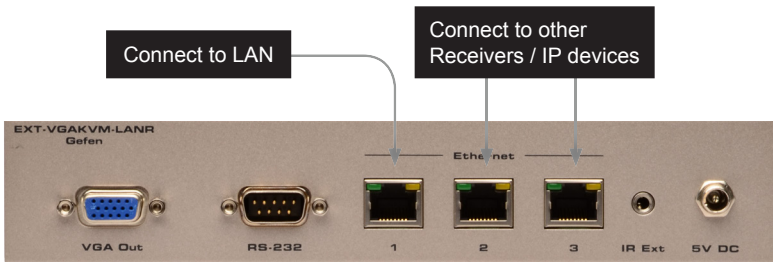 Connect to LAN
Connect to other
Receivers / IP devices
EXT-VGAKVM-LANR
Gefen
Ethernet
VGA Out
RS-232
1
2
3
IR Ext
5V DC